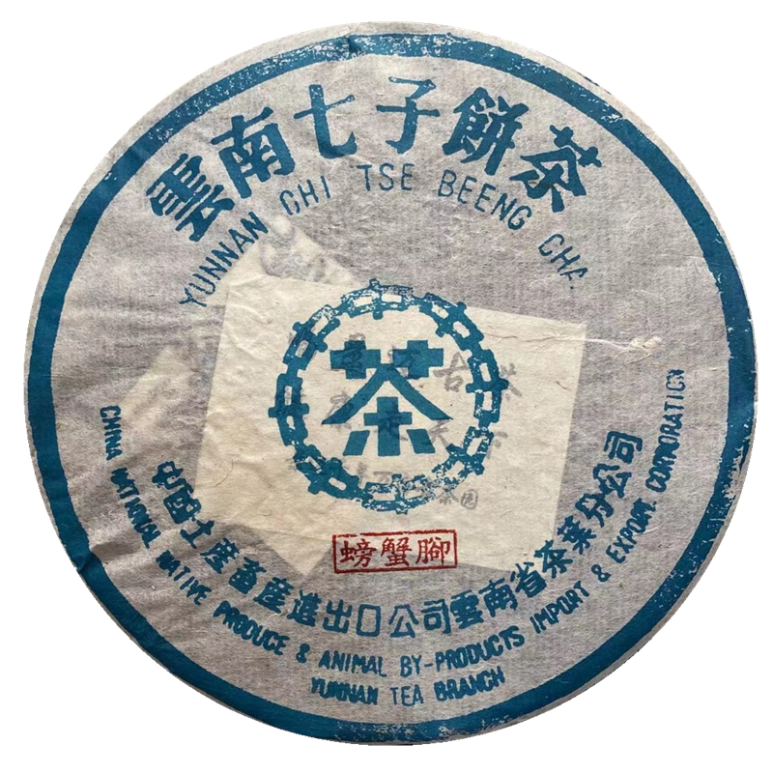 雲南七子餅茶
YUNNAN CHI TSE BEENG CHA.
茶
螃蟹腳
中國土產畜產進出口公司雲南省茶葉分公司
CHINA NATIONAL NATIVE PRODUCE & ANIMAL BY-PRODUCTS IMPORT & EXPORT CORPORATION
YUNNAN TEA BRANCH